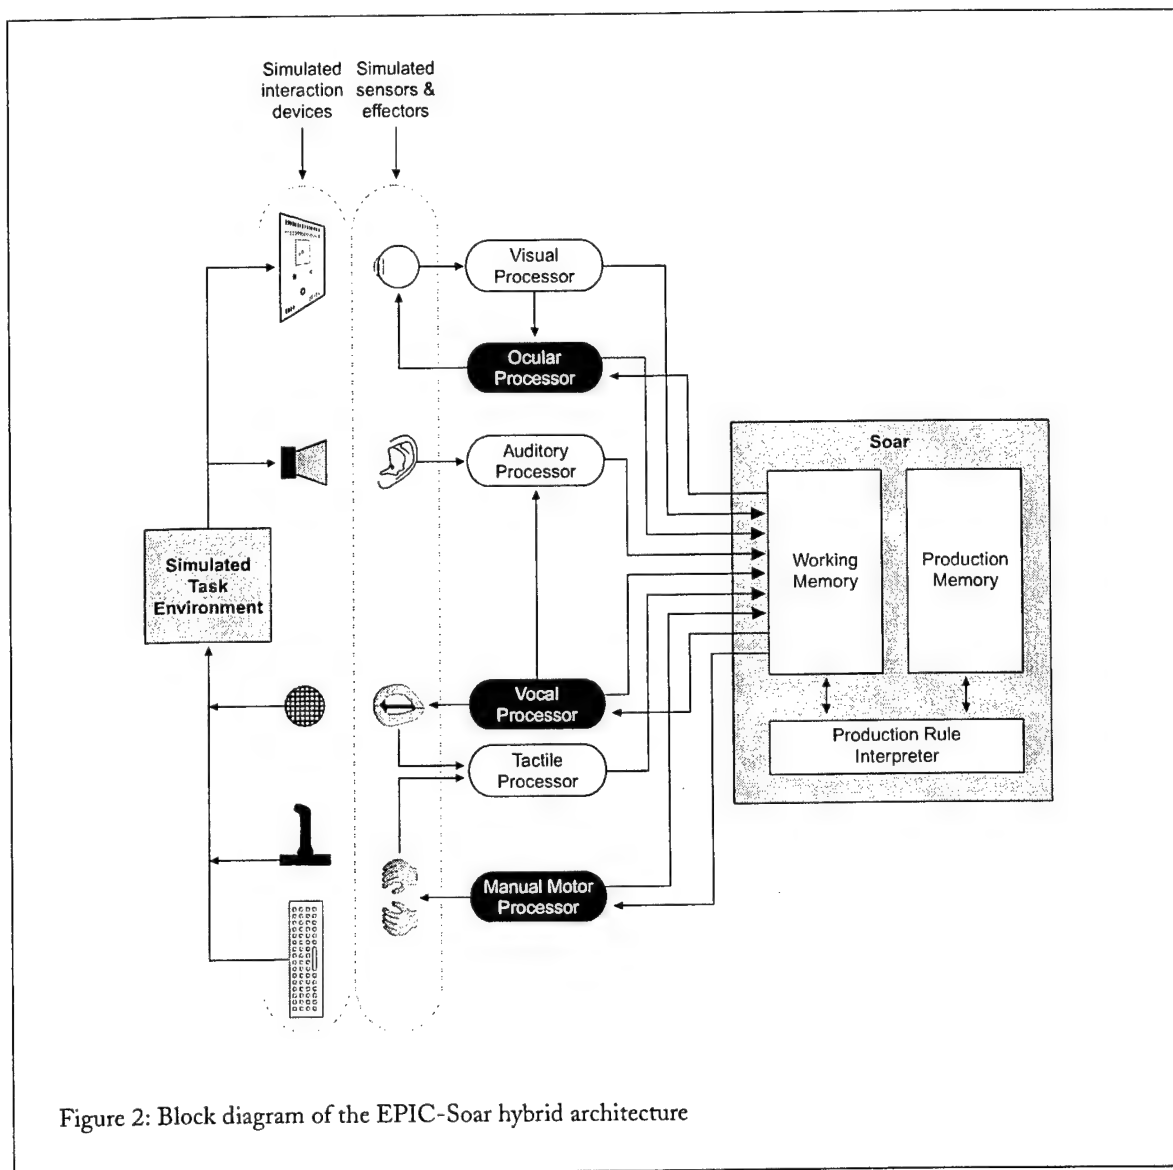 Simulated
interaction
devices
Simulated
sensors &
effectors
Visual
Processor
Ocular
Processor
Auditory
Processor
Soar
Working
Memory
Production
Memory
Simulated
Task
Environment
Vocal
Processor
Tactile
Processor
Production Rule
Interpreter
Manual Motor
Processor
Figure 2: Block diagram of the EPIC-Soar hybrid architecture